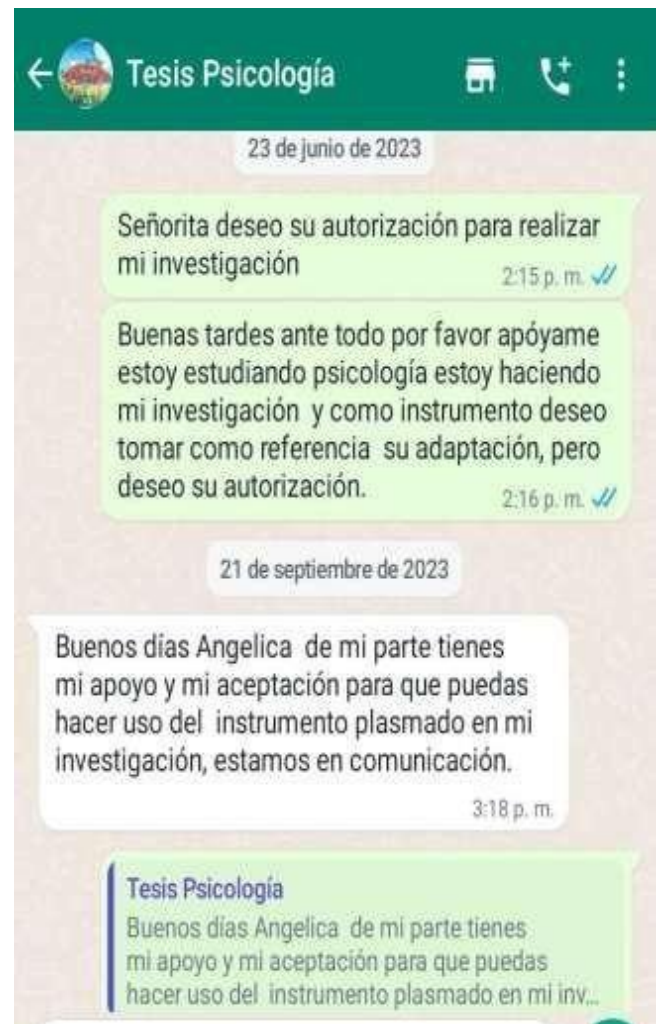 Tesis Psicología
23 de junio de 2023
Señorita deseo su autorización para realizar
mi investigación
2:15 p. m.
Buenas tardes ante todo por favor apóyame
estoy estudiando psicología estoy haciendo
mi investigación y como instrumento deseo
tomar como referencia su adaptación, pero
deseo su autorización.
2:16 p. m.
21 de septiembre de 2023
Buenos días Angelica de mi parte tienes
mi apoyo y mi aceptación para que puedas
hacer uso del instrumento plasmado en mi
investigación, estamos en comunicación.
3:18 p. m.
Tesis Psicología
Buenos días Angelica de mi parte tienes
mi apoyo y mi aceptación para que puedas
hacer uso del instrumento plasmado en mi inv...